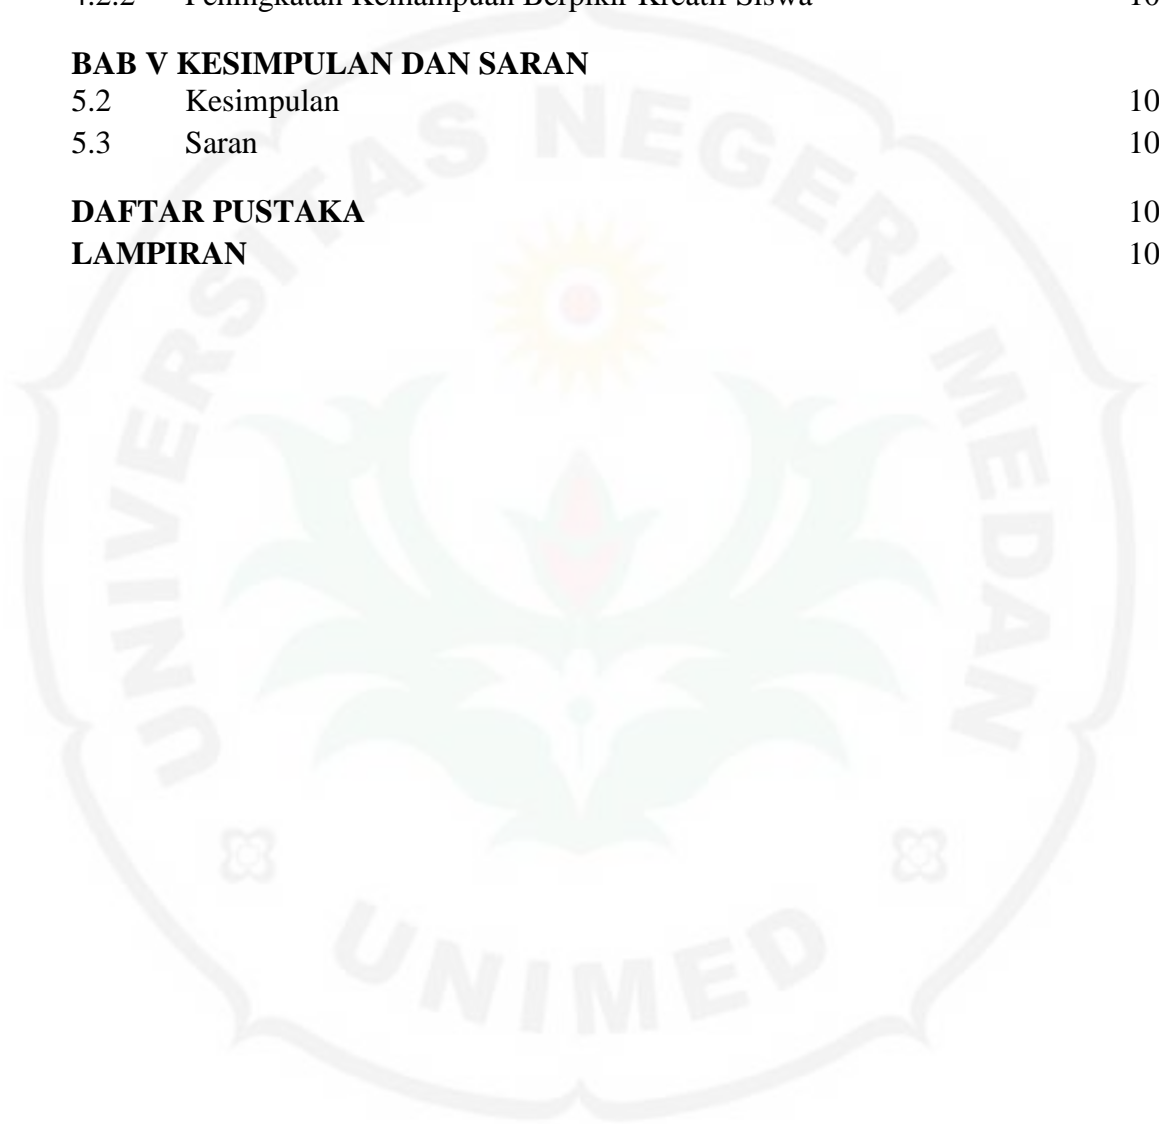 4.2.2 Peningkatan Kemampuan Berpikir Kreatif Siswa 10
BAB V KESIMPULAN DAN SARAN
5.2 Kesimpulan 10
5.3 Saran 10
DAFTAR PUSTAKA 10
LAMPIRAN 10
UNIVERSITAS NEGERI MEDAN
UNIMED